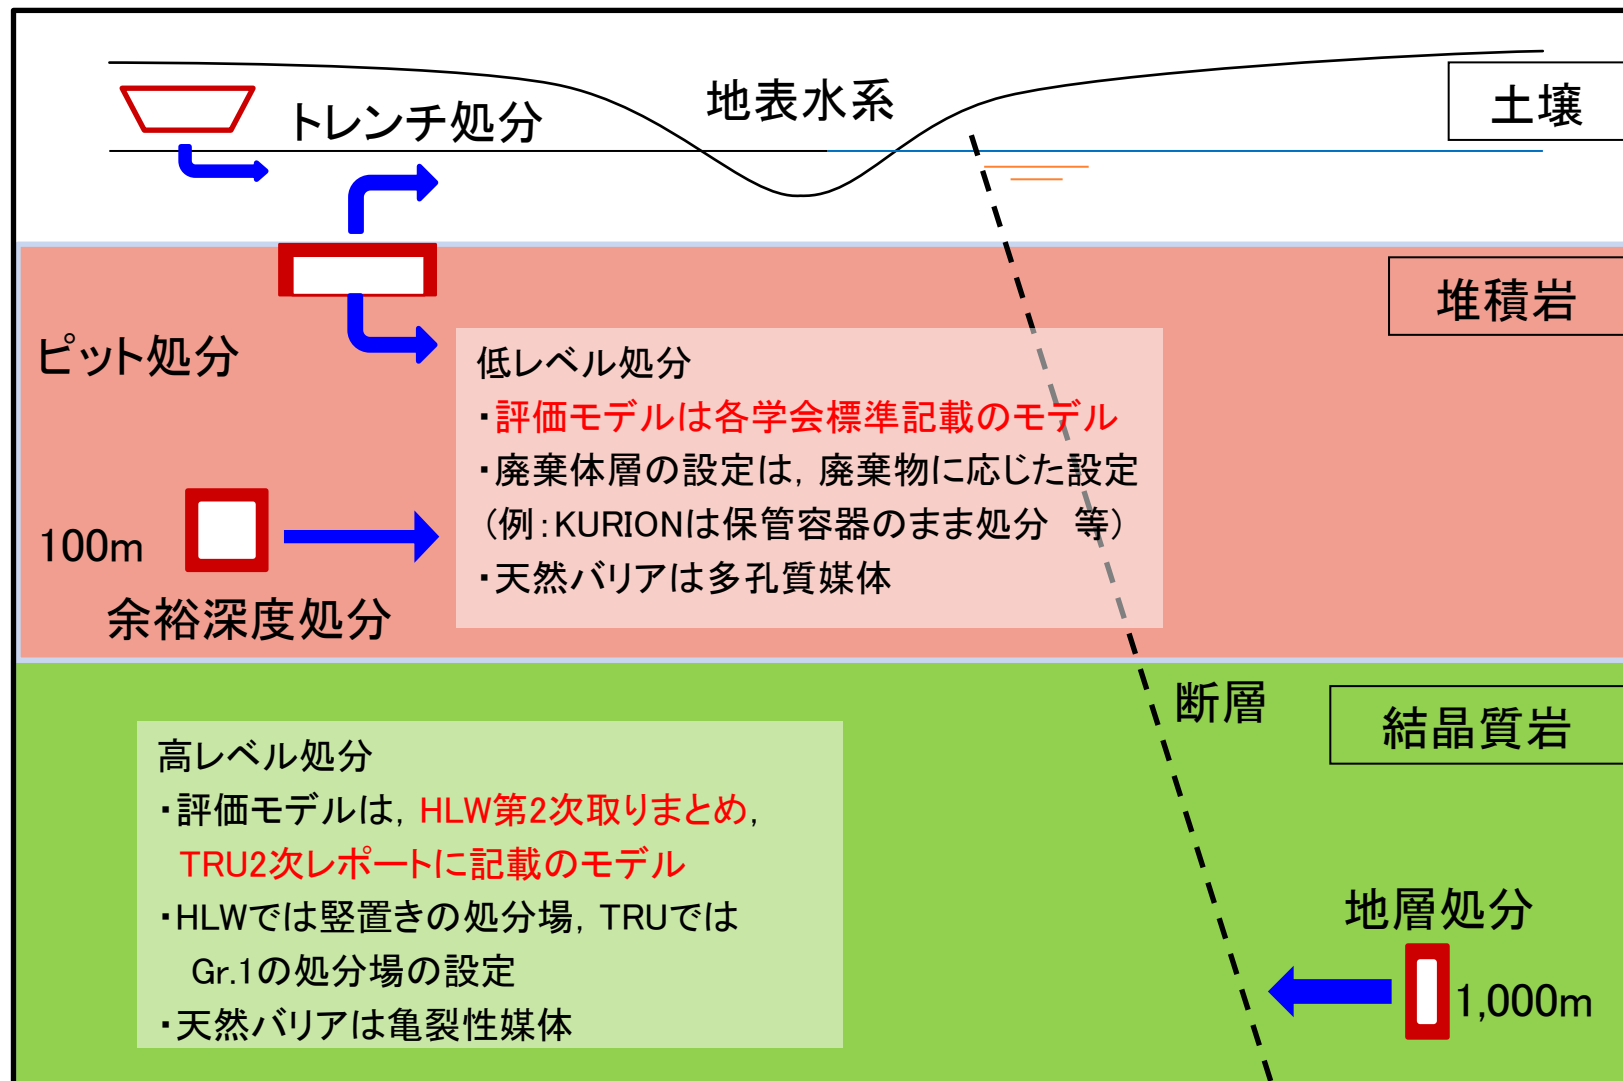 地表水系
土壌
トレンチ処分
堆積岩
ピット処分
低レベル処分
・評価モデルは各学会標準記載のモデル
・廃棄体層の設定は，廃棄物に応じた設定
（例：KURIONは保管容器のまま処分　等）
・天然バリアは多孔質媒体
100m
余裕深度処分
断層
結晶質岩
高レベル処分
・評価モデルは，HLW第2次取りまとめ，
TRU2次レポートに記載のモデル
・HLWでは竪置きの処分場，TRUでは
Gr.1の処分場の設定
・天然バリアは亀裂性媒体
地層処分
1,000m